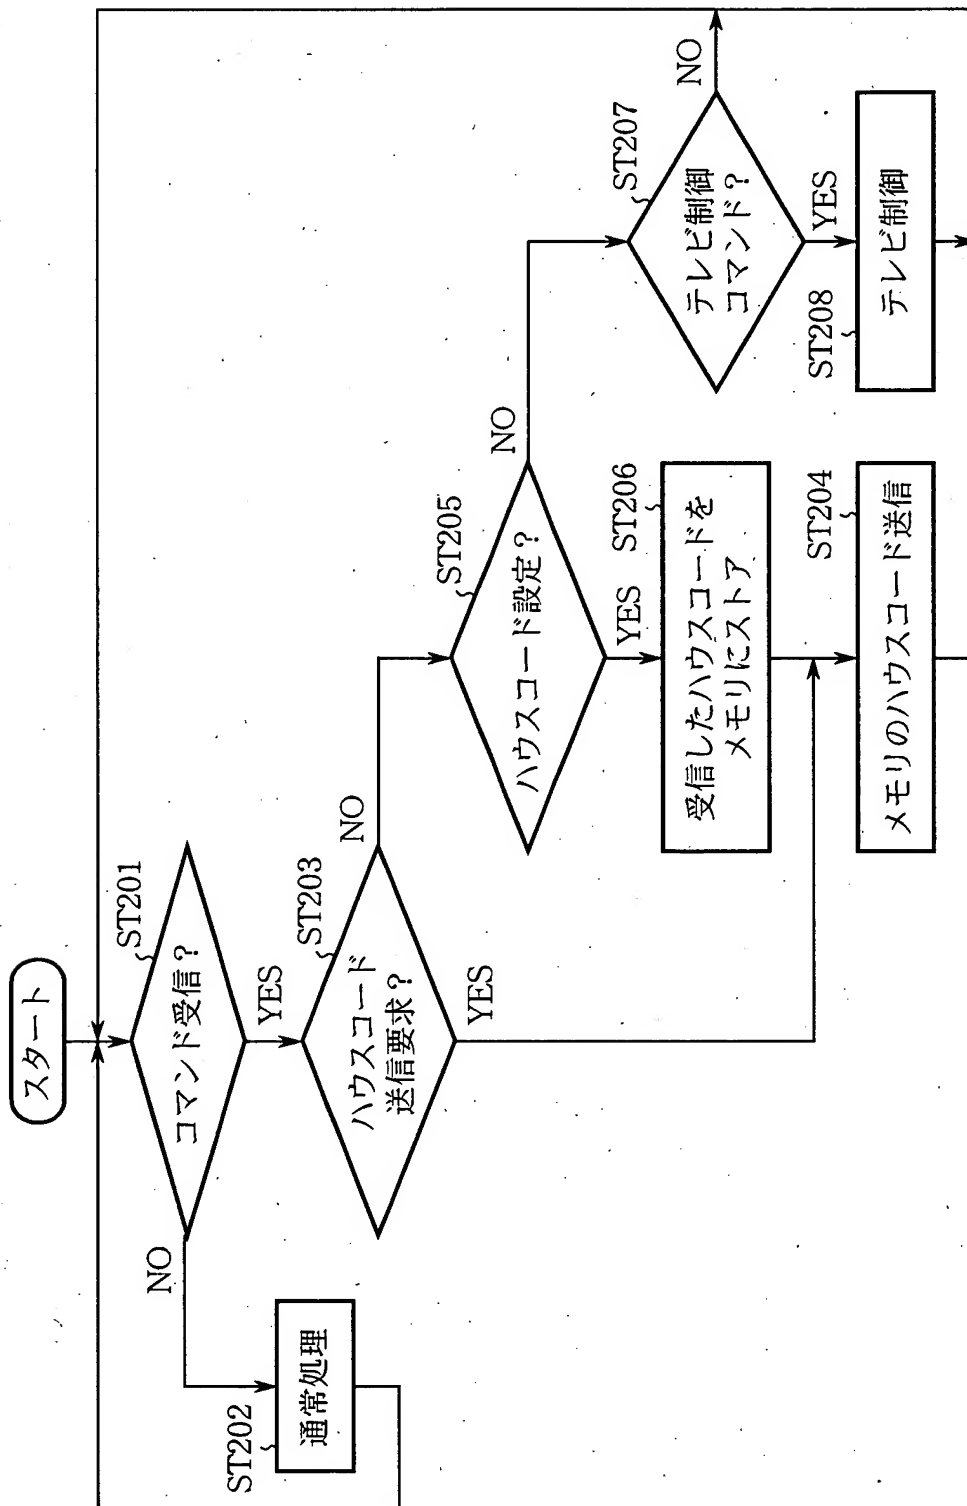 スタート
ST201
コマンド受信?
NO
YES
ST202
通常処理
ST203
ハウスコード
送信要求?
NO
YES
ST205
ハウスコード設定?
NO
YES
ST206
受信したハウスコードを
メモリにストア
ST204
メモリのハウスコード送信
ST207
テレビ制御
コマンド?
NO
YES
ST208
テレビ制御